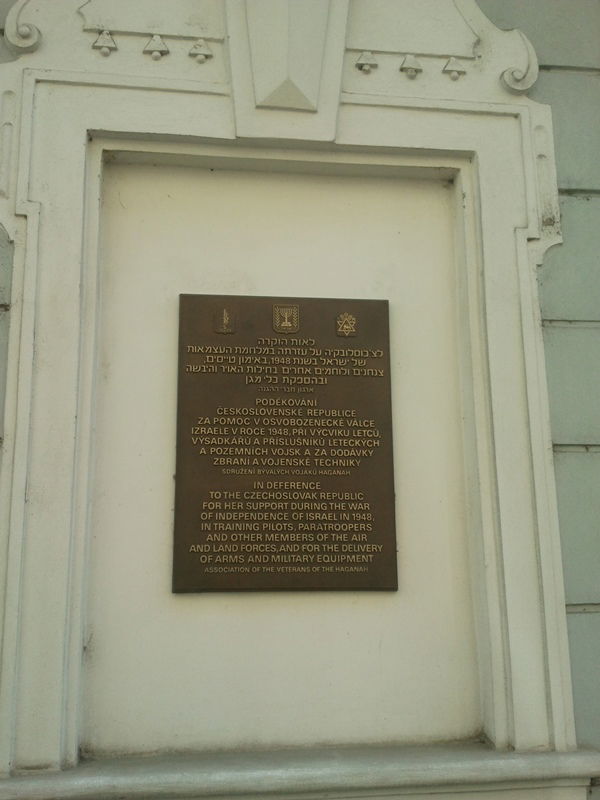 לאות הוקרה
לצ'כוסלובקיה על עזרתה במלחמת העצמאות
של ישראל בשנת 1948, באימון טייסים,
צנחנים ולוחמים אחרים בחילות האויר והיבשה
ובהספקת כלי מגן
ארגון חברי ההגנה
PODĚKOVÁNÍ
ČESKOSLOVENSKÉ REPUBLICE
ZA POMOC V OSVOBOZENECKÉ VÁLCE
IZRAELE V ROCE 1948, PŘI VÝCVIKU LETCŮ,
VÝSADKÁŘŮ A PŘÍSLUŠNÍKŮ LETECKÝCH
A POZEMNÍCH VOJSK A ZA DODÁVKY
ZBRANÍ A VOJENSKÉ TECHNIKY
SDRUŽENÍ BÝVALÝCH VOJÁKŮ HAGANAH
IN DEFERENCE
TO THE CZECHOSLOVAK REPUBLIC
FOR HER SUPPORT DURING THE WAR
OF INDEPENDENCE OF ISRAEL IN 1948,
IN TRAINING PILOTS, PARATROOPERS
AND OTHER MEMBERS OF THE AIR
AND LAND FORCES, AND FOR THE DELIVERY
OF ARMS AND MILITARY EQUIPMENT
ASSOCIATION OF THE VETERANS OF THE HAGANAH